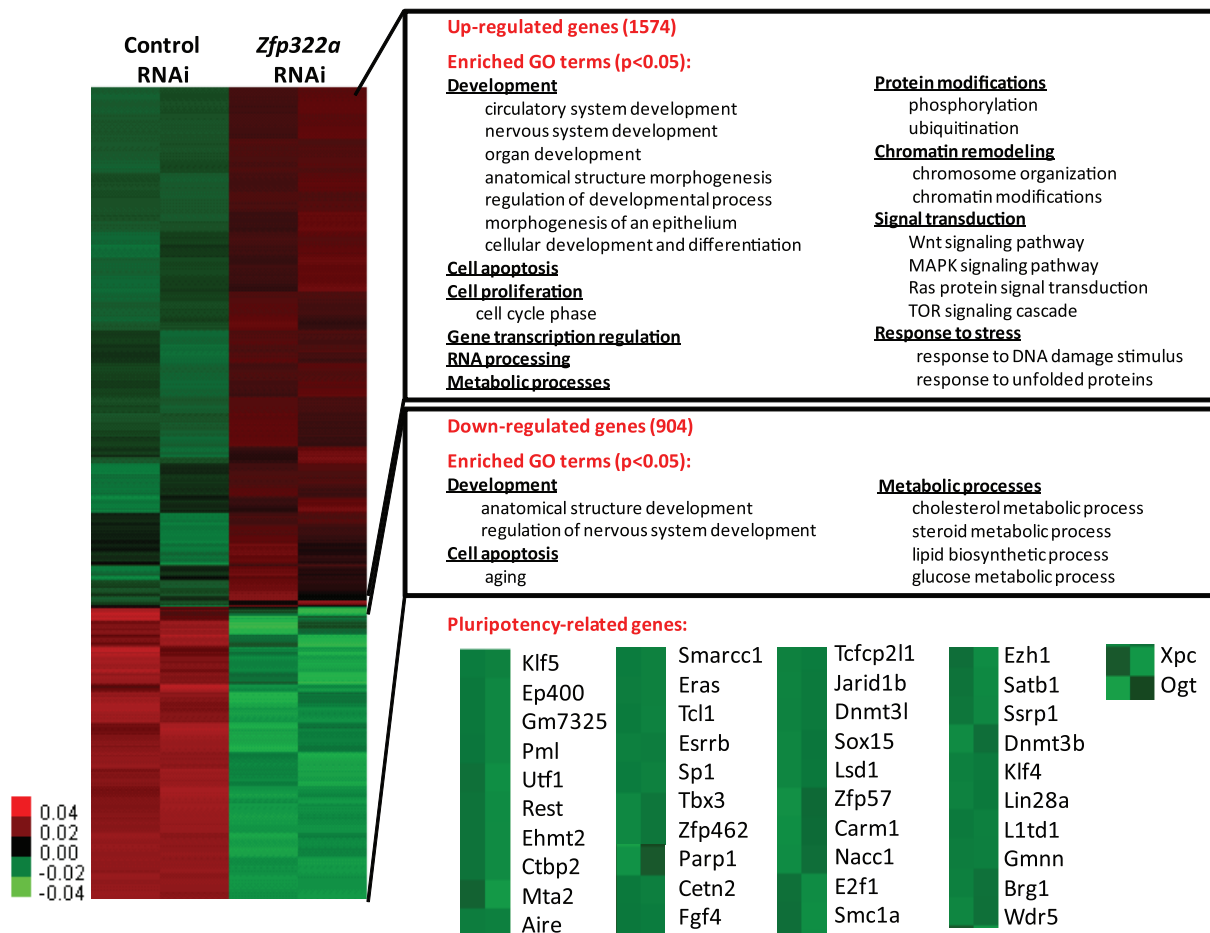 Control
RNAi
Zfp322a
RNAi
0.04
0.02
0.00
-0.02
-0.04
Up-regulated genes (1574)
Enriched GO terms (p<0.05):
Development
circulatory system development
nervous system development
organ development
anatomical structure morphogenesis
regulation of developmental process
morphogenesis of an epithelium
cellular development and differentiation
Cell apoptosis
Cell proliferation
cell cycle phase
Gene transcription regulation
RNA processing
Metabolic processes
Protein modifications
phosphorylation
ubiquitination
Chromatin remodeling
chromosome organization
chromatin modifications
Signal transduction
Wnt signaling pathway
MAPK signaling pathway
Ras protein signal transduction
TOR signaling cascade
Response to stress
response to DNA damage stimulus
response to unfolded proteins
Down-regulated genes (904)
Enriched GO terms (p<0.05):
Development
anatomical structure development
regulation of nervous system development
Cell apoptosis
aging
Metabolic processes
cholesterol metabolic process
steroid metabolic process
lipid biosynthetic process
glucose metabolic process
Pluripotency-related genes:
Klf5
Ep400
Gm7325
Pml
Utf1
Rest
Ehmt2
Ctbp2
Mta2
Aire
Smarcc1
Eras
Tcl1
Esrrb
Sp1
Tbx3
Zfp462
Parp1
Cetn2
Fgf4
Tcfcp2l1
Jarid1b
Dnmt3l
Sox15
Lsd1
Zfp57
Carm1
Nacc1
E2f1
Smc1a
Ezh1
Satb1
Ssrp1
Dnmt3b
Klf4
Lin28a
L1td1
Gmnn
Brg1
Wdr5
Xpc
Ogt